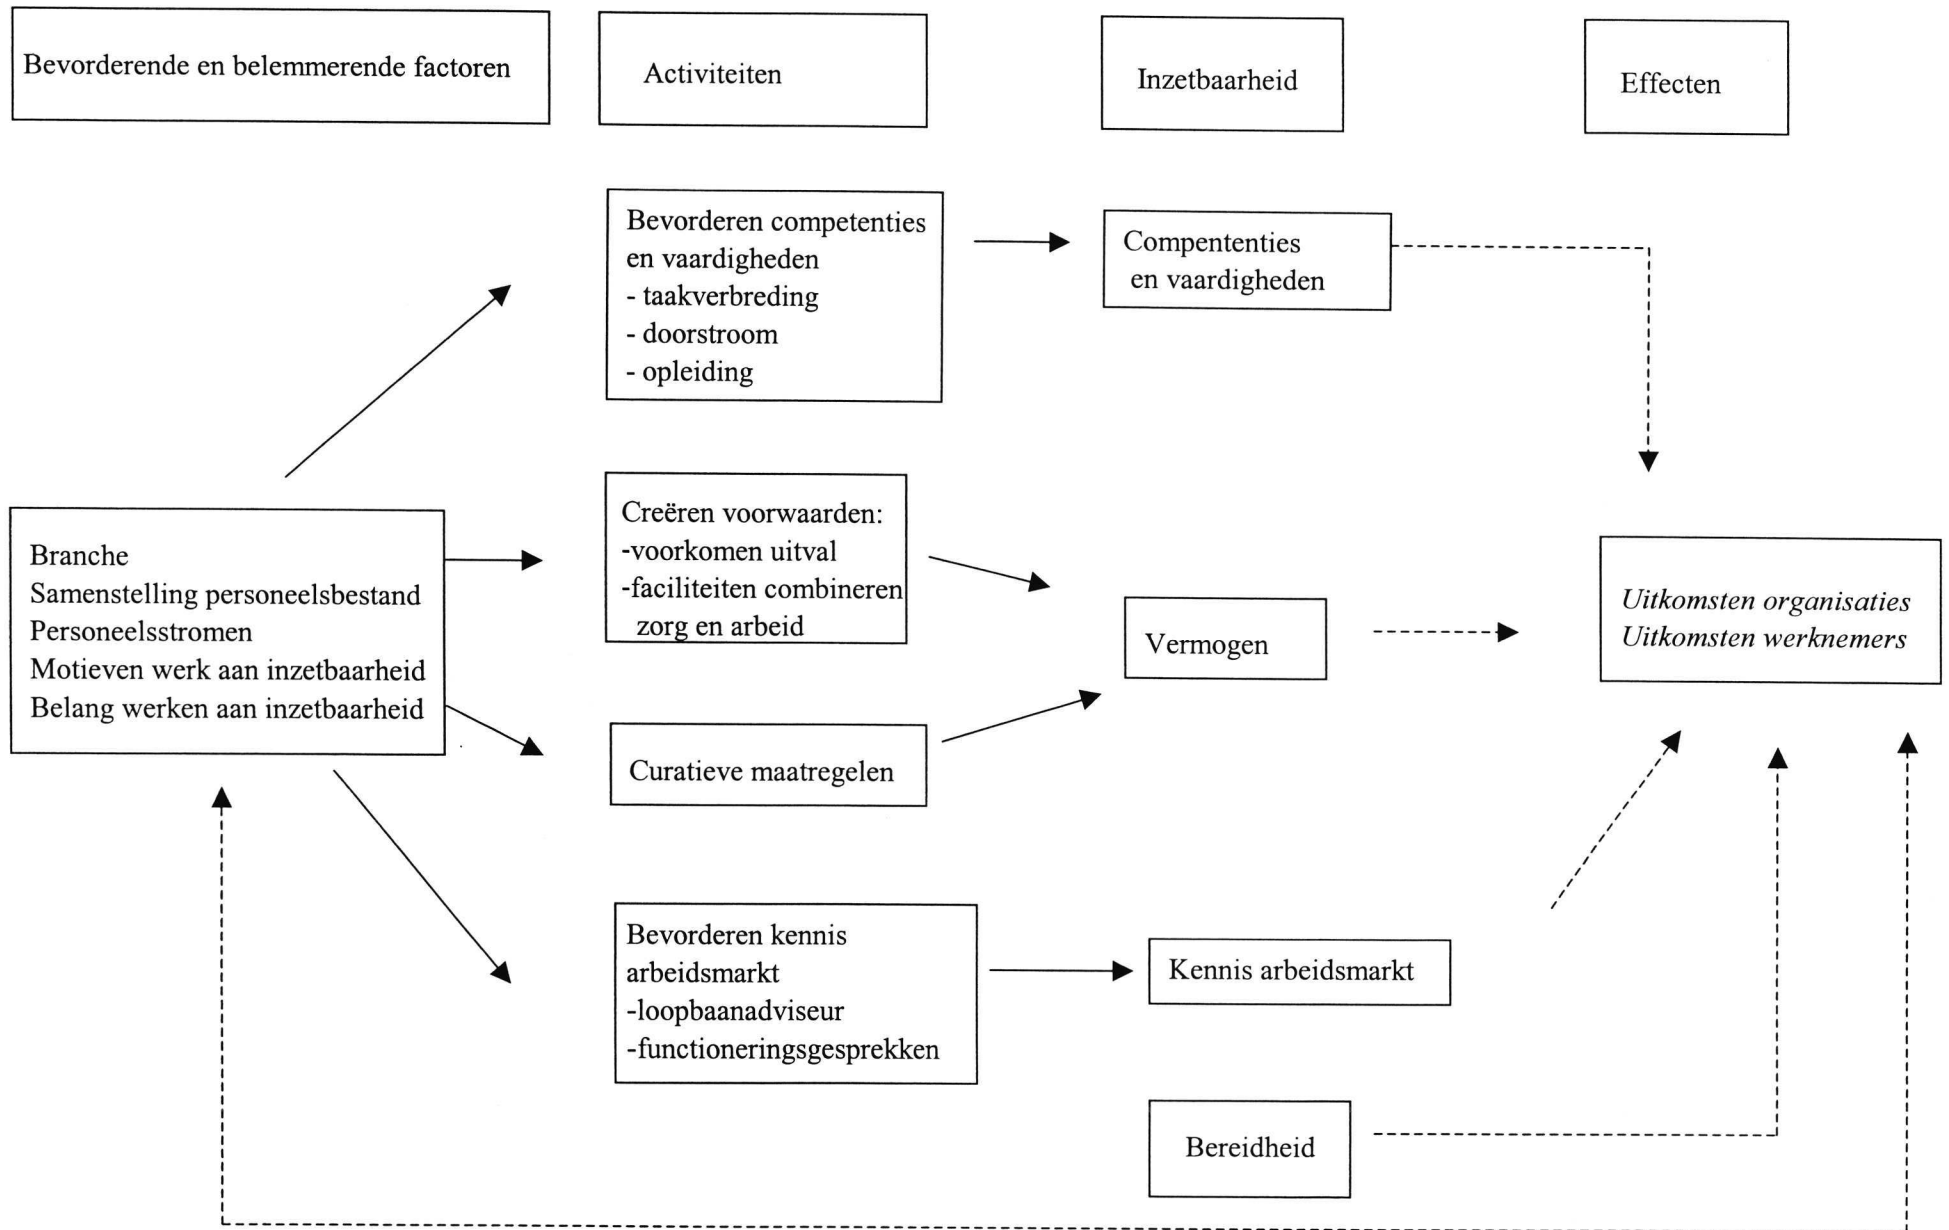 Bevorderende en belemmerende factoren
Activiteiten
Inzetbaarheid
Effecten
Bevorderen competenties
en vaardigheden
- taakverbreding
- doorstroom
- opleiding
Compententies
en vaardigheden
Creëren voorwaarden:
-voorkomen uitval
-faciliteiten combineren
zorg en arbeid
Branche
Samenstelling personeelsbestand
Personeelsstromen
Motieven werk aan inzetbaarheid
Belang werken aan inzetbaarheid
Vermogen
Uitkomsten organisaties
Uitkomsten werknemers
Curatieve maatregelen
Bevorderen kennis
arbeidsmarkt
-loopbaanadviseur
-functioneringsgesprekken
Kennis arbeidsmarkt
Bereidheid